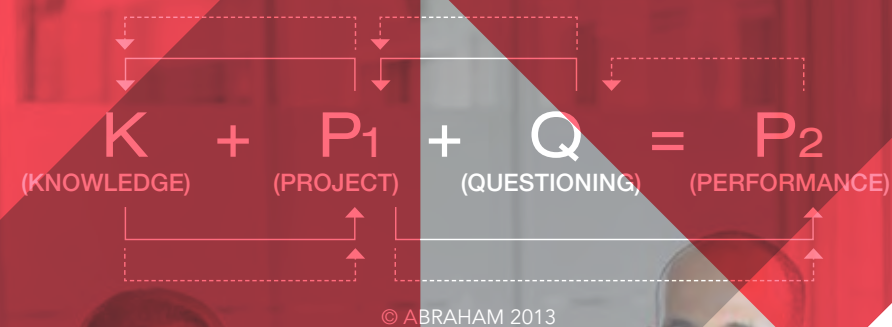 K + P1 + Q = P2
(KNOWLEDGE) (PROJECT) (QUESTIONING) (PERFORMANCE)
© ABRAHAM 2013